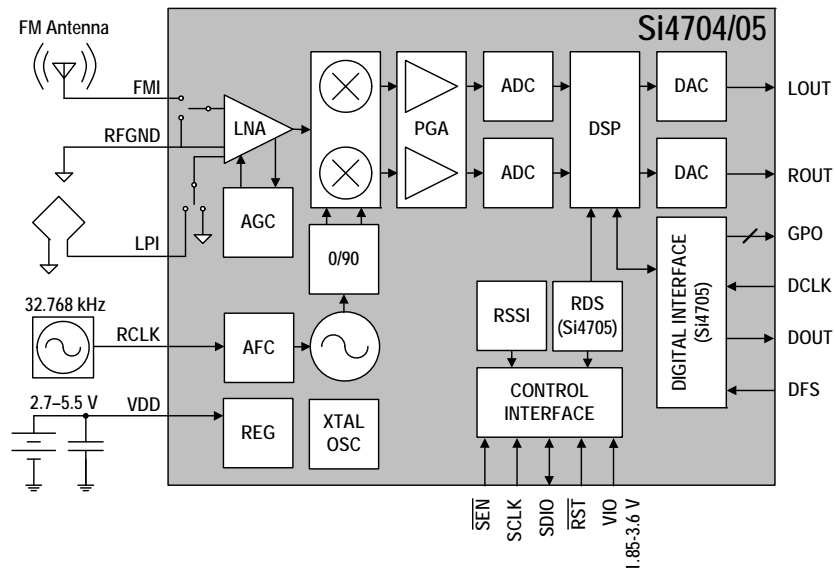 Si4704/05
FM Antenna
FMI
RFGND
LPI
32.768 kHz
RCLK
2.7–5.5 V
VDD
LNA
AGC
0/90
AFC
REG
XTAL
OSC
PGA
ADC
ADC
DSP
DAC
DAC
RSSI
RDS
(Si4705)
CONTROL
INTERFACE
DIGITAL INTERFACE
(Si4705)
LOUT
ROUT
GPO
DCLK
DOUT
DFS
SEN
SCLK
SDIO
RST
VIO
1.85-3.6 V